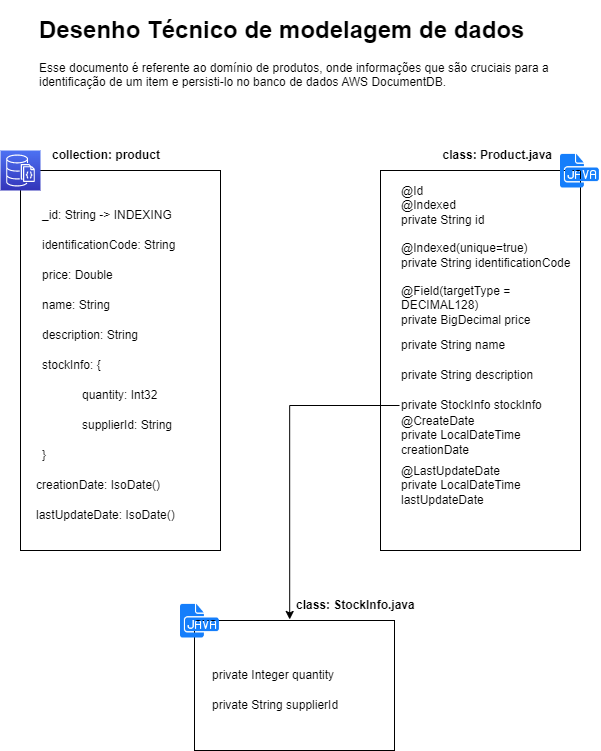 Desenho Técnico de modelagem de dados
Esse documento é referente ao domínio de produtos, onde informações que são cruciais para a
identificação de um item e persisti-lo no banco de dados AWS DocumentDB.
collection: product
_id: String -> INDEXING
identificationCode: String
price: Double
name: String
description: String
stockInfo: {
quantity: Int32
supplierId: String
}
creationDate: IsoDate()
lastUpdateDate: IsoDate()
class: Product.java
JAVA
@Id
@Indexed
private String id
@Indexed(unique=true)
private String identificationCode
@Field(targetType =
DECIMAL128)
private BigDecimal price
private String name
private String description
private StockInfo stockInfo
@CreateDate
private LocalDateTime
creationDate
@LastUpdateDate
private LocalDateTime
lastUpdateDate
class: StockInfo.java
JAVA
private Integer quantity
private String supplierId